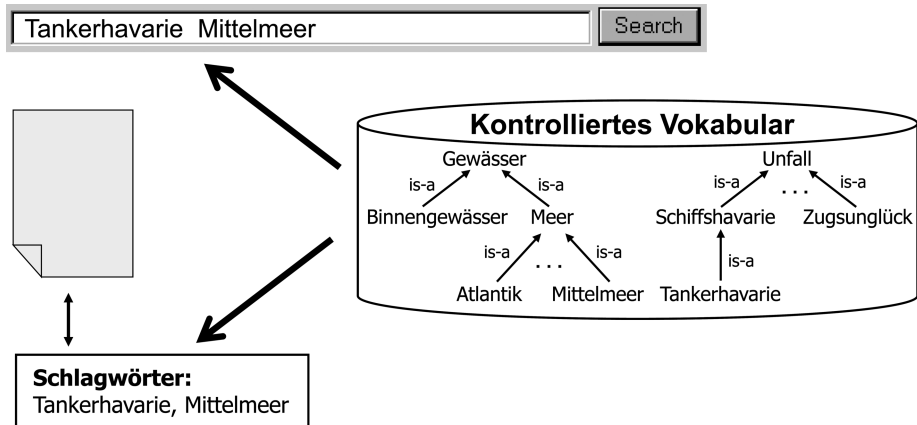 Tankerhavarie Mittelmeer
Search
Kontrolliertes Vokabular
Gewässer
Unfall
is-a
is-a
is-a
. . .
is-a
Binnengewässer
Meer
Schiffshavarie
Zugsunglück
is-a
. . .
is-a
is-a
Atlantik
Mittelmeer
Tankerhavarie
Schlagwörter:
Tankerhavarie, Mittelmeer